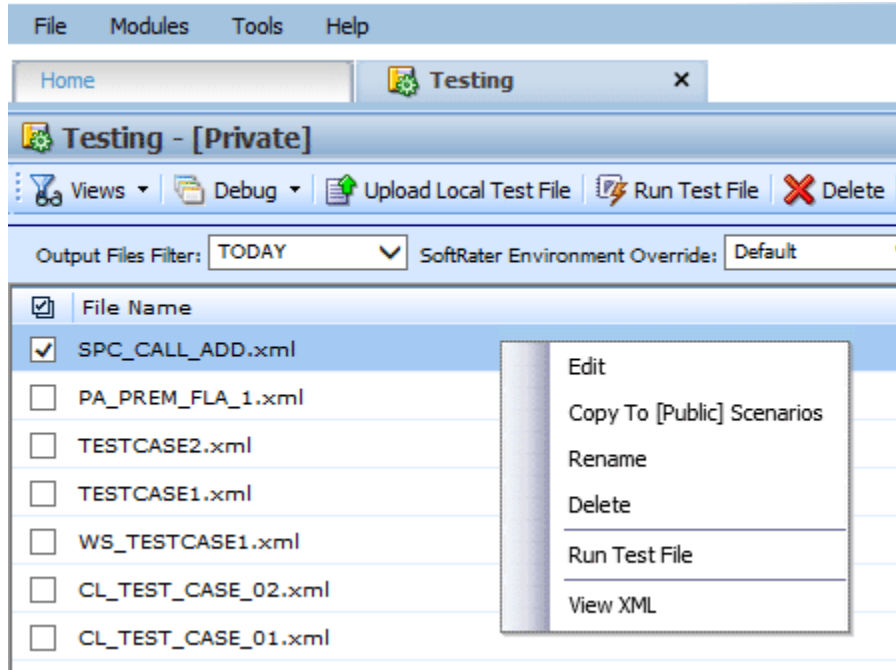 File Modules Tools Help
Home Testing
Testing - [Private]
Views Debug Upload Local Test File Run Test File Delete
Output Files Filter: TODAY SoftRater Environment Override: Default
File Name
SPC_CALL_ADD.xml
PA_PREM_FLA_1.xml
TESTCASE2.xml
TESTCASE1.xml
WS_TESTCASE1.xml
CL_TEST_CASE_02.xml
CL_TEST_CASE_01.xml
Edit
Copy To [Public] Scenarios
Rename
Delete
Run Test File
View XML